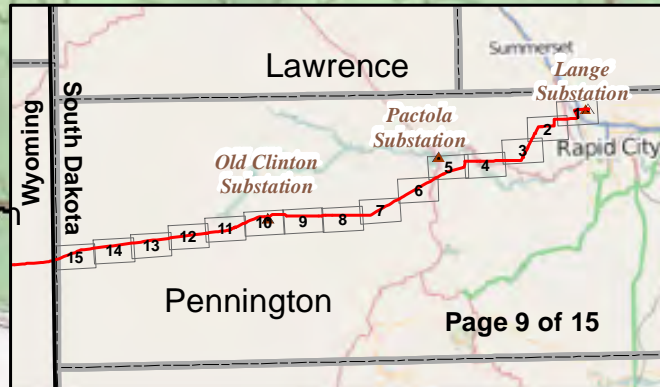 Summerset
Lawrence
Lange
Substation
Wyoming
South Dakota
Pactola
Substation
Rapid City
Old Clinton
Substation
1
2
3
4
5
6
7
8
9
10
11
12
13
14
15
Pennington
Page 9 of 15